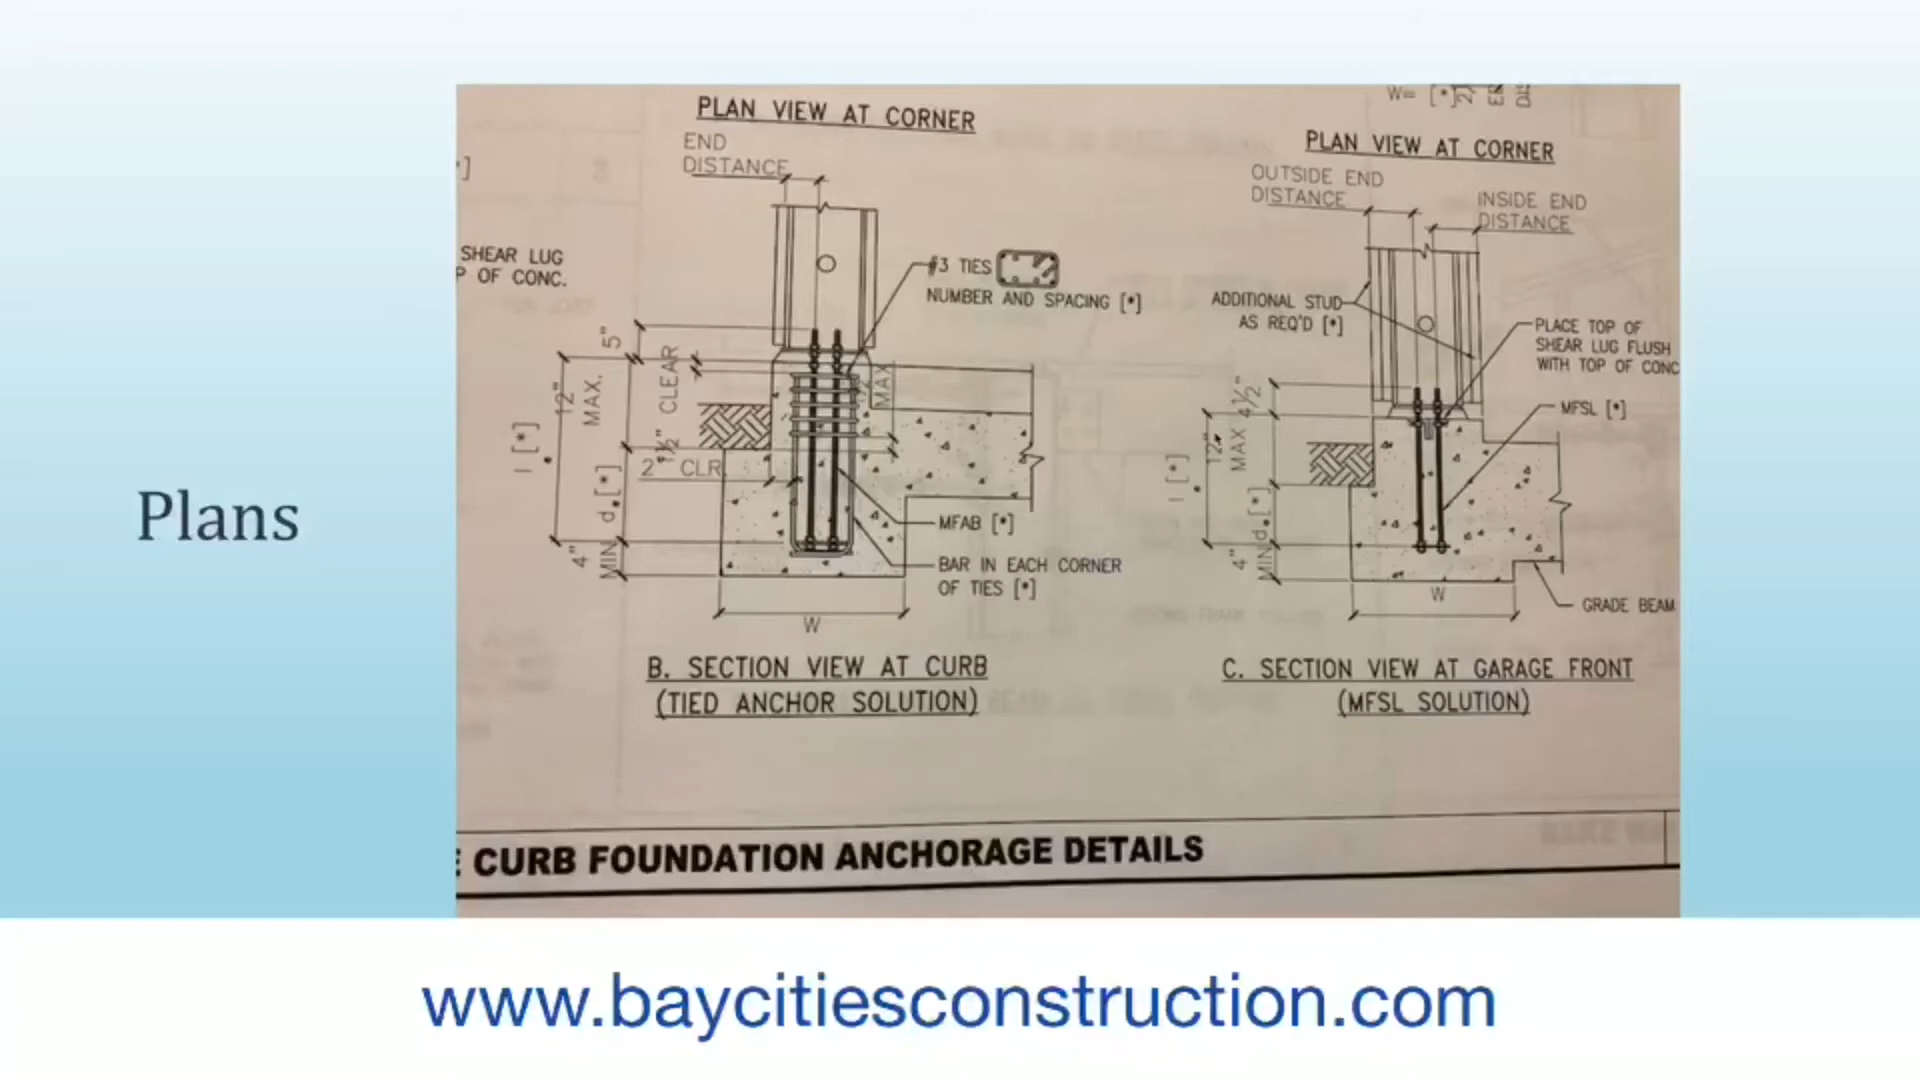 Plans
PLAN VIEW AT CORNER
END
DISTANCE
SHEAR LUG
P OF CONC.
#3 TIES
NUMBER AND SPACING [*]
5"
12"
MAX.
1½" CLEAR
MAX
l [*]
2" CLR.
de[*]
4"
MIN
MFAB [*]
BAR IN EACH CORNER
OF TIES [*]
W
B. SECTION VIEW AT CURB
(TIED ANCHOR SOLUTION)
W= [*]
PLAN VIEW AT CORNER
OUTSIDE END
DISTANCE
INSIDE END
DISTANCE
ADDITIONAL STUD
AS REQ'D [*]
PLACE TOP OF
SHEAR LUG FLUSH
WITH TOP OF CONC
4½"
12"
MAX
MFSL [*]
l [*]
de[*]
4"
MIN
W
GRADE BEAM
C. SECTION VIEW AT GARAGE FRONT
(MFSL SOLUTION)
CURB FOUNDATION ANCHORAGE DETAILS
www.baycitiesconstruction.com